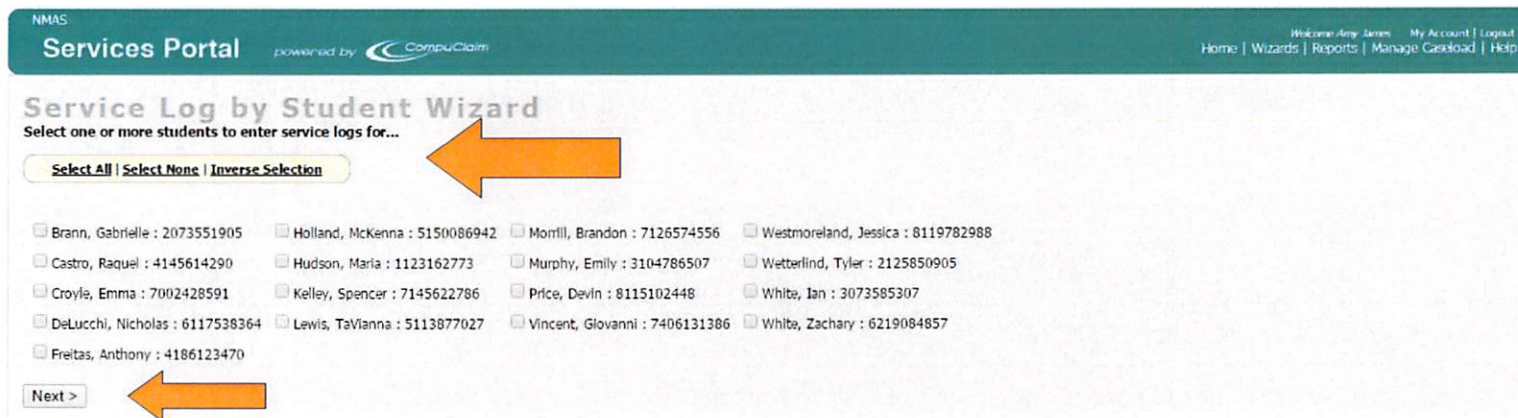 NMAS
Services Portal powered by CompuClaim
Welcome Amy James My Account | Logout
Home | Wizards | Reports | Manage Caseload | Help
Service Log by Student Wizard
Select one or more students to enter service logs for...
Select All | Select None | Inverse Selection
Brann, Gabrielle : 2073551905 Holland, McKenna : 5150086942 Morrill, Brandon : 7126574556 Westmoreland, Jessica : 8119782988
Castro, Raquel : 4145614290 Hudson, Maria : 1123162773 Murphy, Emily : 3104786507 Wetterlind, Tyler : 2125850905
Croyle, Emma : 7002428591 Kelley, Spencer : 7145622786 Price, Devin : 8115102448 White, Ian : 3073585307
DeLucchi, Nicholas : 6117538364 Lewis, TaVianna : 5113877027 Vincent, Giovanni : 7406131386 White, Zachary : 6219084857
Freitas, Anthony : 4186123470
Next >